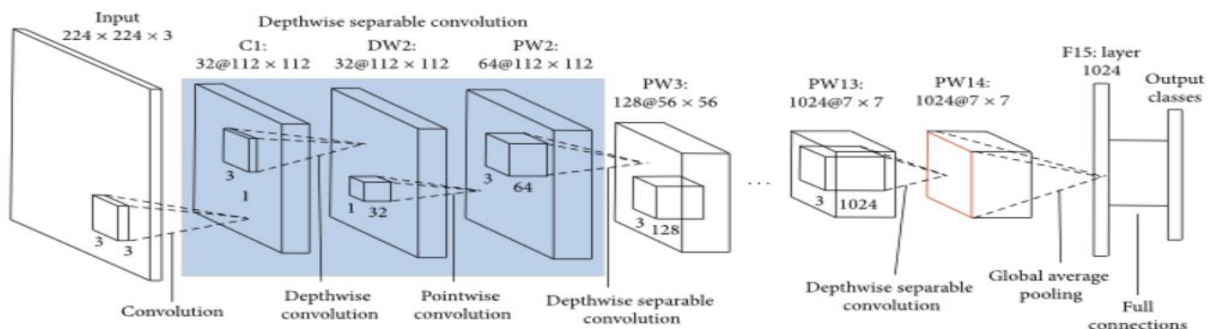 Input
224 × 224 × 3
Depthwise separable convolution
C1:
32@112 × 112
DW2:
32@112 × 112
PW2:
64@112 × 112
PW3:
128@56 × 56
PW13:
1024@7 × 7
PW14:
1024@7 × 7
F15: layer
1024
Output
classes
3
3
3
1
1
32
3
64
3
128
...
3
1024
Convolution
Depthwise
convolution
Pointwise
convolution
Depthwise separable
convolution
Depthwise separable
convolution
Global average
pooling
Full
connections